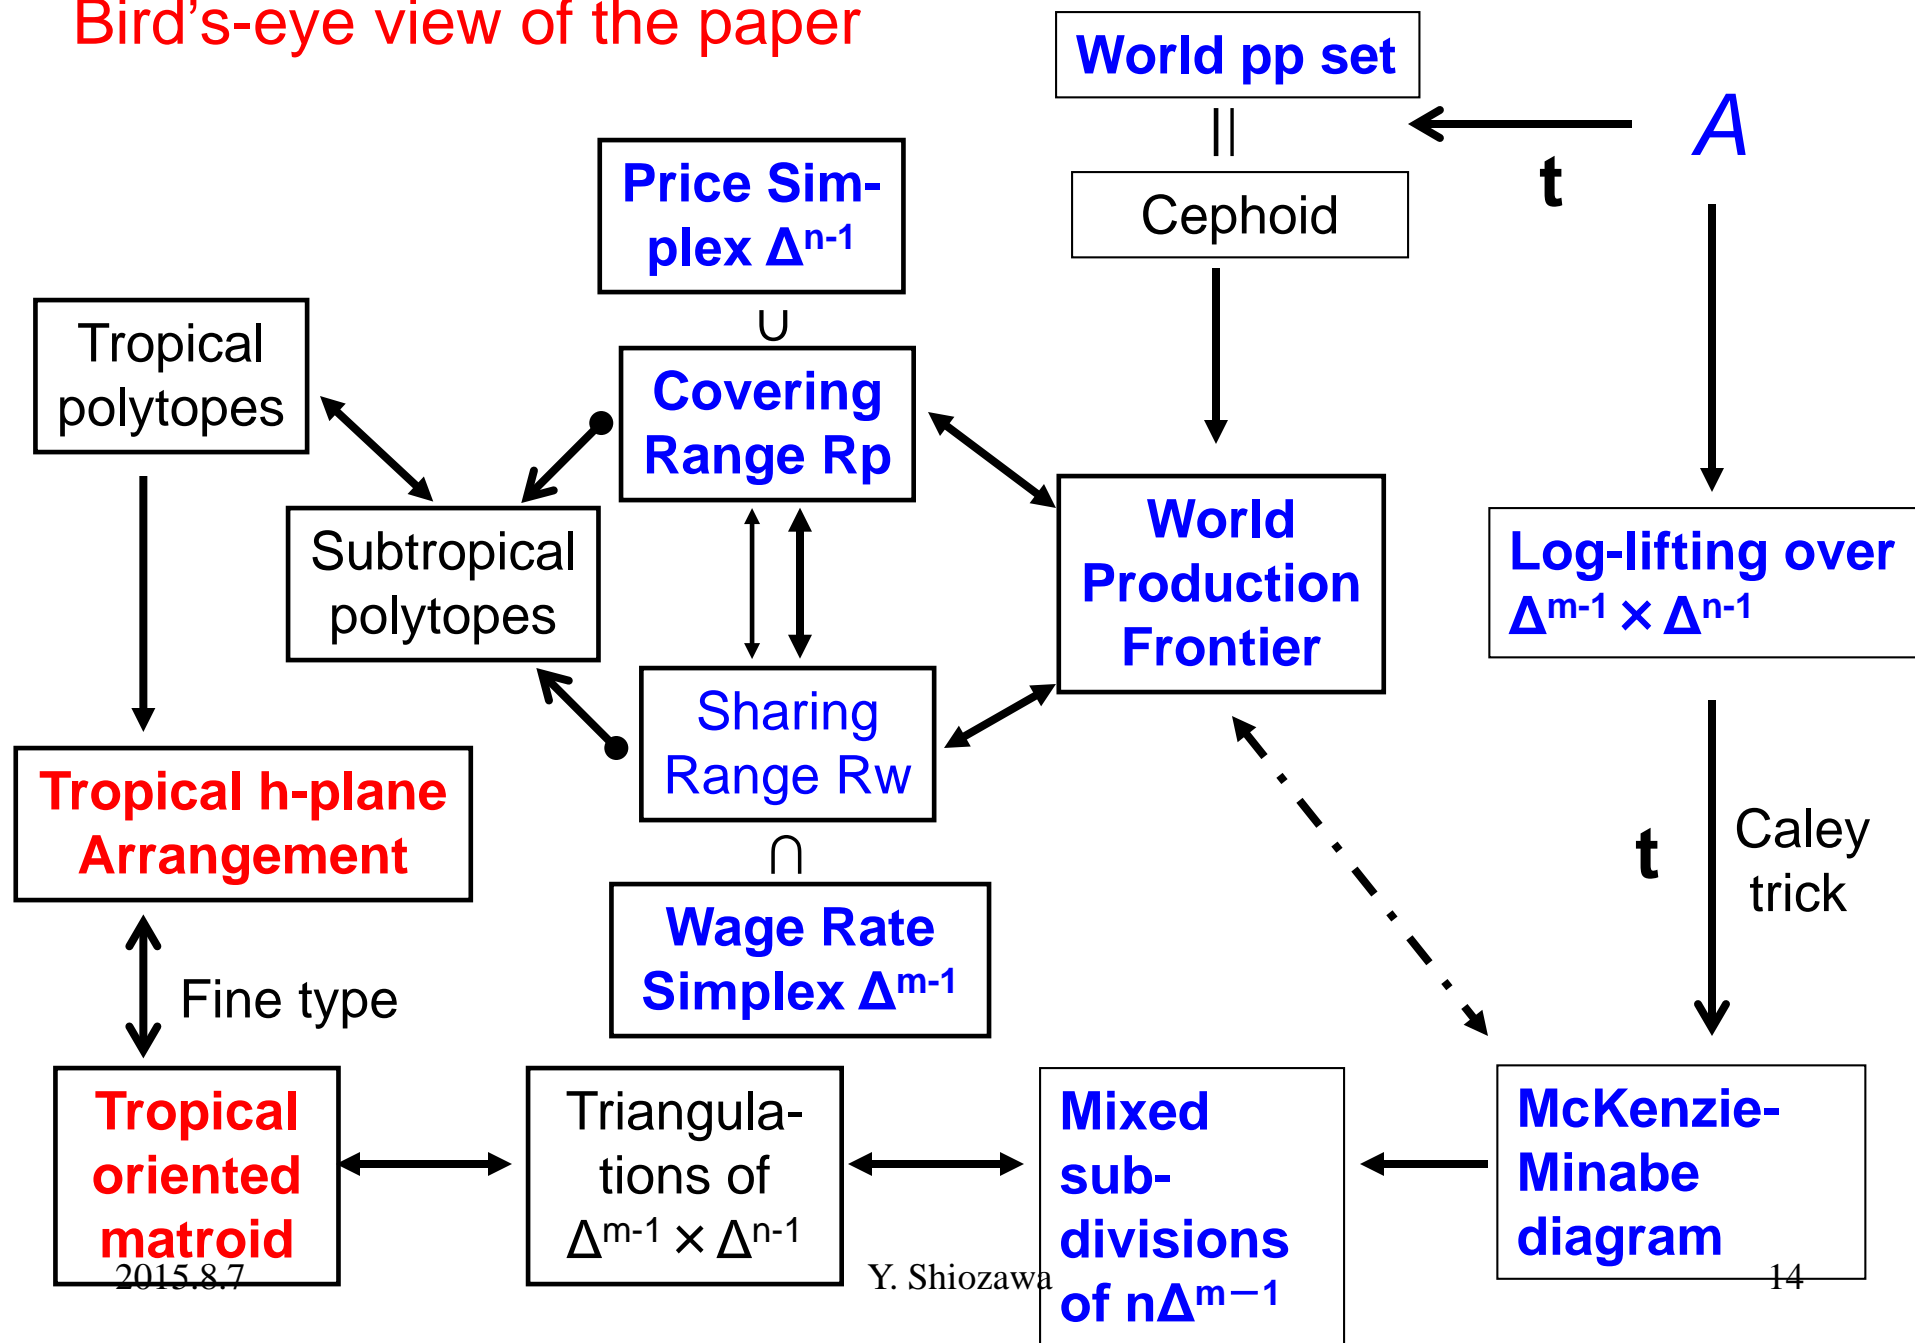 Bird's-eye view of the paper
World pp set
||
Cephoid
A
t
Price Sim-
plex Δⁿ⁻¹
∪
Covering
Range Rp
Tropical
polytopes
Subtropical
polytopes
World
Production
Frontier
Log-lifting over
Δᵐ⁻¹ × Δⁿ⁻¹
Sharing
Range Rw
∩
Wage Rate
Simplex Δᵐ⁻¹
Tropical h-plane
Arrangement
Fine type
t
Caley
trick
Tropical
oriented
matroid
Triangula-
tions of
Δᵐ⁻¹ × Δⁿ⁻¹
Mixed
sub-
divisions
of nΔᵐ⁻¹
McKenzie-
Minabe
diagram
2015.8.7
Y. Shiozawa
14